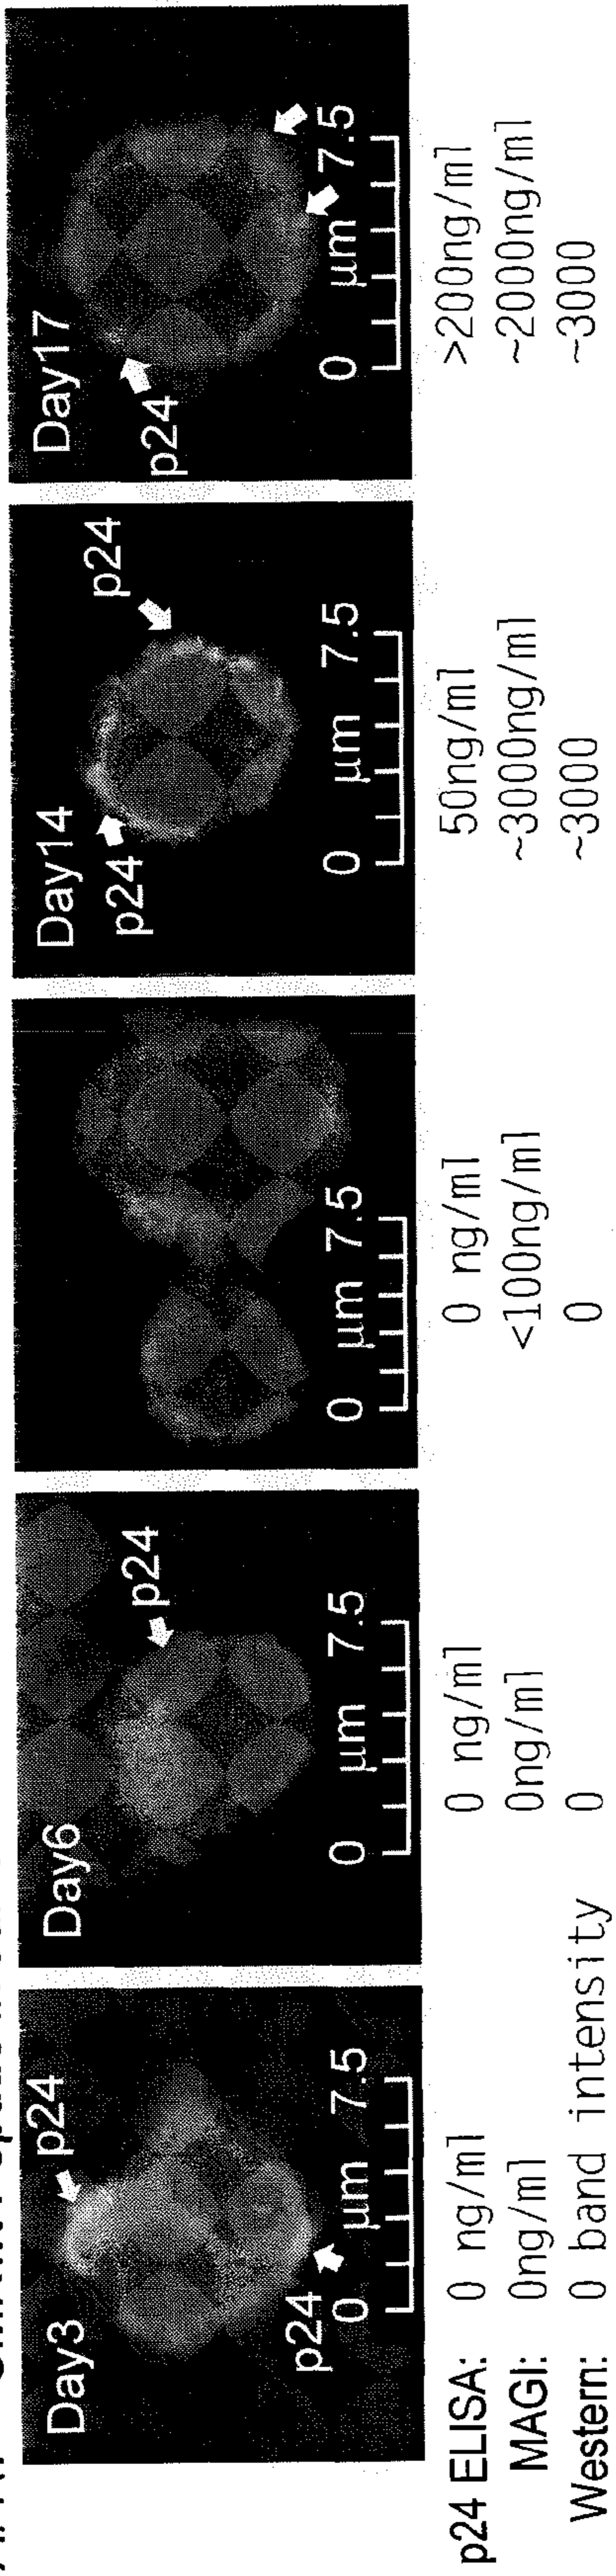 Day3
p24
p24
0 µm 7.5
Day6
p24
0 µm 7.5
0 µm 7.5
Day14
p24
p24
0 µm 7.5
Day17
p24
0 µm 7.5
p24 ELISA: 0 ng/ml 0 ng/ml 0 ng/ml 50ng/ml >200ng/ml
MAGI: 0ng/ml 0ng/ml <100ng/ml ~3000ng/ml ~2000ng/ml
Western: 0 band intensity 0 0 ~3000 ~3000